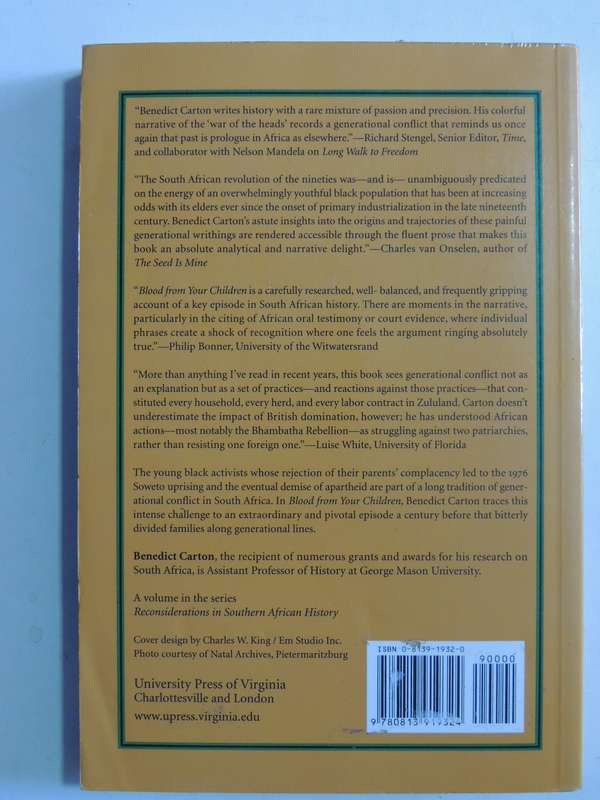 “Benedict Carton writes history with a rare mixture of passion and precision. His colorful
narrative of the ‘war of the heads’ records a generational conflict that reminds us once
again that past is prologue in Africa as elsewhere.”—Richard Stengel, Senior Editor, Time,
and collaborator with Nelson Mandela on Long Walk to Freedom
“The South African revolution of the nineties was—and is— unambiguously predicated
on the energy of an overwhelmingly youthful black population that has been at increasing
odds with its elders ever since the onset of primary industrialization in the late nineteenth
century. Benedict Carton’s astute insights into the origins and trajectories of these painful
generational writhings are rendered accessible through the fluent prose that makes this
book an absolute analytical and narrative delight.”—Charles van Onselen, author of
The Seed Is Mine
“Blood from Your Children is a carefully researched, well- balanced, and frequently gripping
account of a key episode in South African history. There are moments in the narrative,
particularly in the citing of African oral testimony or court evidence, where individual
phrases create a shock of recognition where one feels the argument ringing absolutely
true.”—Philip Bonner, University of the Witwatersrand
“More than anything I’ve read in recent years, this book sees generational conflict not as
an explanation but as a set of practices—and reactions against those practices—that con-
stituted every household, every herd, and every labor contract in Zululand. Carton doesn’t
underestimate the impact of British domination, however; he has understood African
actions—most notably the Bhambatha Rebellion—as struggling against two patriarchies,
rather than resisting one foreign one.”—Luise White, University of Florida
The young black activists whose rejection of their parents’ complacency led to the 1976
Soweto uprising and the eventual demise of apartheid are part of a long tradition of gener-
ational conflict in South Africa. In Blood from Your Children, Benedict Carton traces this
intense challenge to an extraordinary and pivotal episode a century before that bitterly
divided families along generational lines.
Benedict Carton, the recipient of numerous grants and awards for his research on
South Africa, is Assistant Professor of History at George Mason University.
A volume in the series
Reconsiderations in Southern African History
Cover design by Charles W. King / Em Studio Inc.
Photo courtesy of Natal Archives, Pietermaritzburg
University Press of Virginia
Charlottesville and London
www.upress.virginia.edu
ISBN 0-8139-1932-0
90000
9 780813 919324